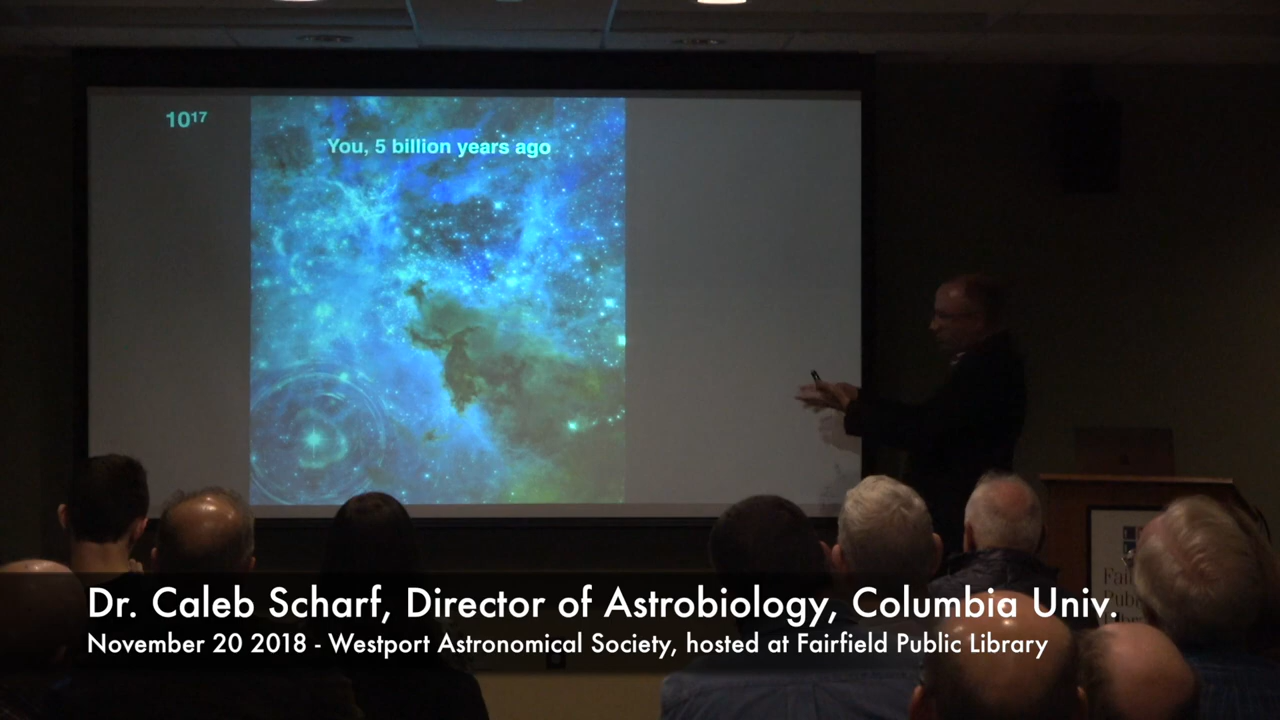 10¹⁷
You, 5 billion years ago
Dr. Caleb Scharf, Director of Astrobiology, Columbia Univ.
November 20 2018 - Westport Astronomical Society, hosted at Fairfield Public Library